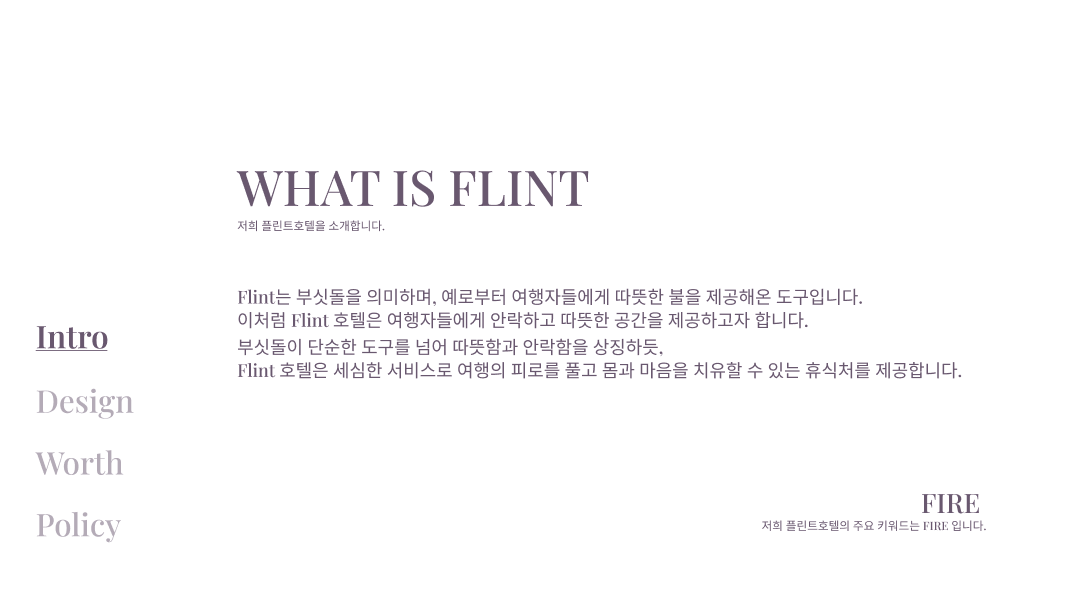 WHAT IS FLINT
저희 플린트호텔을 소개합니다.
Flint는 부싯돌을 의미하며, 예로부터 여행자들에게 따뜻한 불을 제공해온 도구입니다.
이처럼 Flint 호텔은 여행자들에게 안락하고 따뜻한 공간을 제공하고자 합니다.
부싯돌이 단순한 도구를 넘어 따뜻함과 안락함을 상징하듯,
Flint 호텔은 세심한 서비스로 여행의 피로를 풀고 몸과 마음을 치유할 수 있는 휴식처를 제공합니다.
Intro
Design
Worth
Policy
FIRE
저희 플린트호텔의 주요 키워드는 FIRE 입니다.